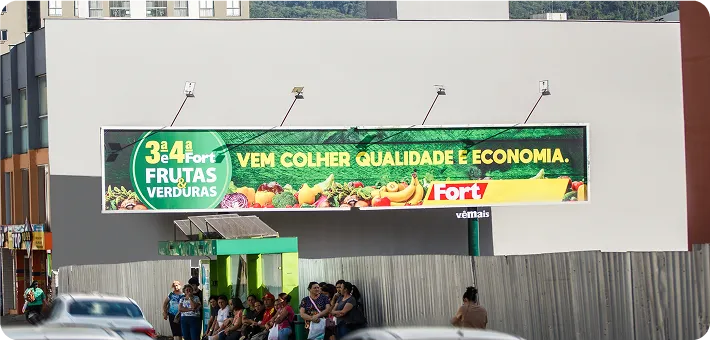 3ª e 4ª Fort
FRUTAS
&
VERDURAS
VEM COLHER QUALIDADE E ECONOMIA.
Fort
vêmais